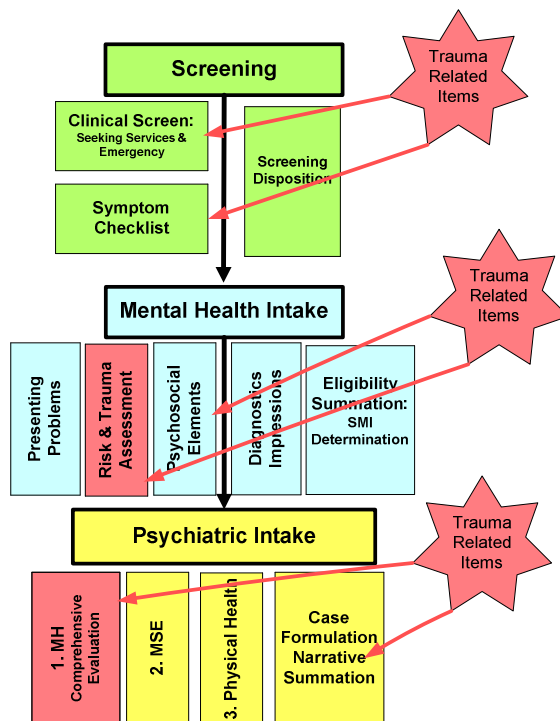 Screening
Trauma
Related
Items
Clinical Screen:
Seeking Services &
Emergency
Screening
Disposition
Symptom
Checklist
Mental Health Intake
Trauma
Related
Items
Presenting
Problems
Risk & Trauma
Assessment
Psychosocial
Elements
Diagnostics
Impressions
Eligibility
Summation:
SMI
Determination
Psychiatric Intake
Trauma
Related
Items
1. MH
Comprehensive
Evaluation
2. MSE
3. Physical Health
Case
Formulation
Narrative
Summation